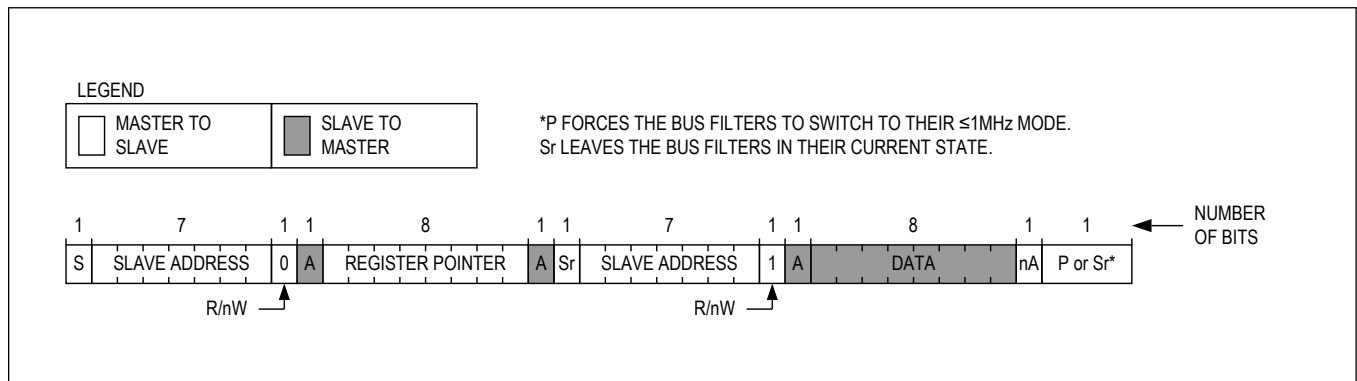 LEGEND
MASTER TO
SLAVE
SLAVE TO
MASTER
*P FORCES THE BUS FILTERS TO SWITCH TO THEIR ≤1MHz MODE.
Sr LEAVES THE BUS FILTERS IN THEIR CURRENT STATE.
1 7 1 1 8 1 1 7 1 1 8 1 1
NUMBER
OF BITS
S SLAVE ADDRESS 0 A REGISTER POINTER A Sr SLAVE ADDRESS 1 A DATA nA P or Sr*
R/nW R/nW